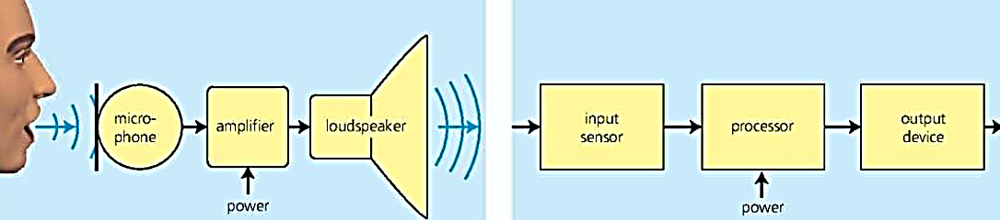 micro-
phone
amplifier
loudspeaker
power
input
sensor
processor
output
device
power